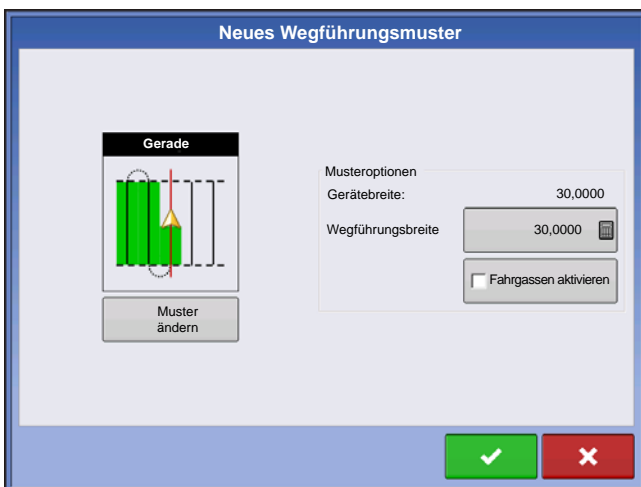 Neues Wegführungsmuster
Gerade
Muster
ändern
Musteroptionen
Gerätebreite: 30,0000
Wegführungsbreite 30,0000
Fahrgassen aktivieren